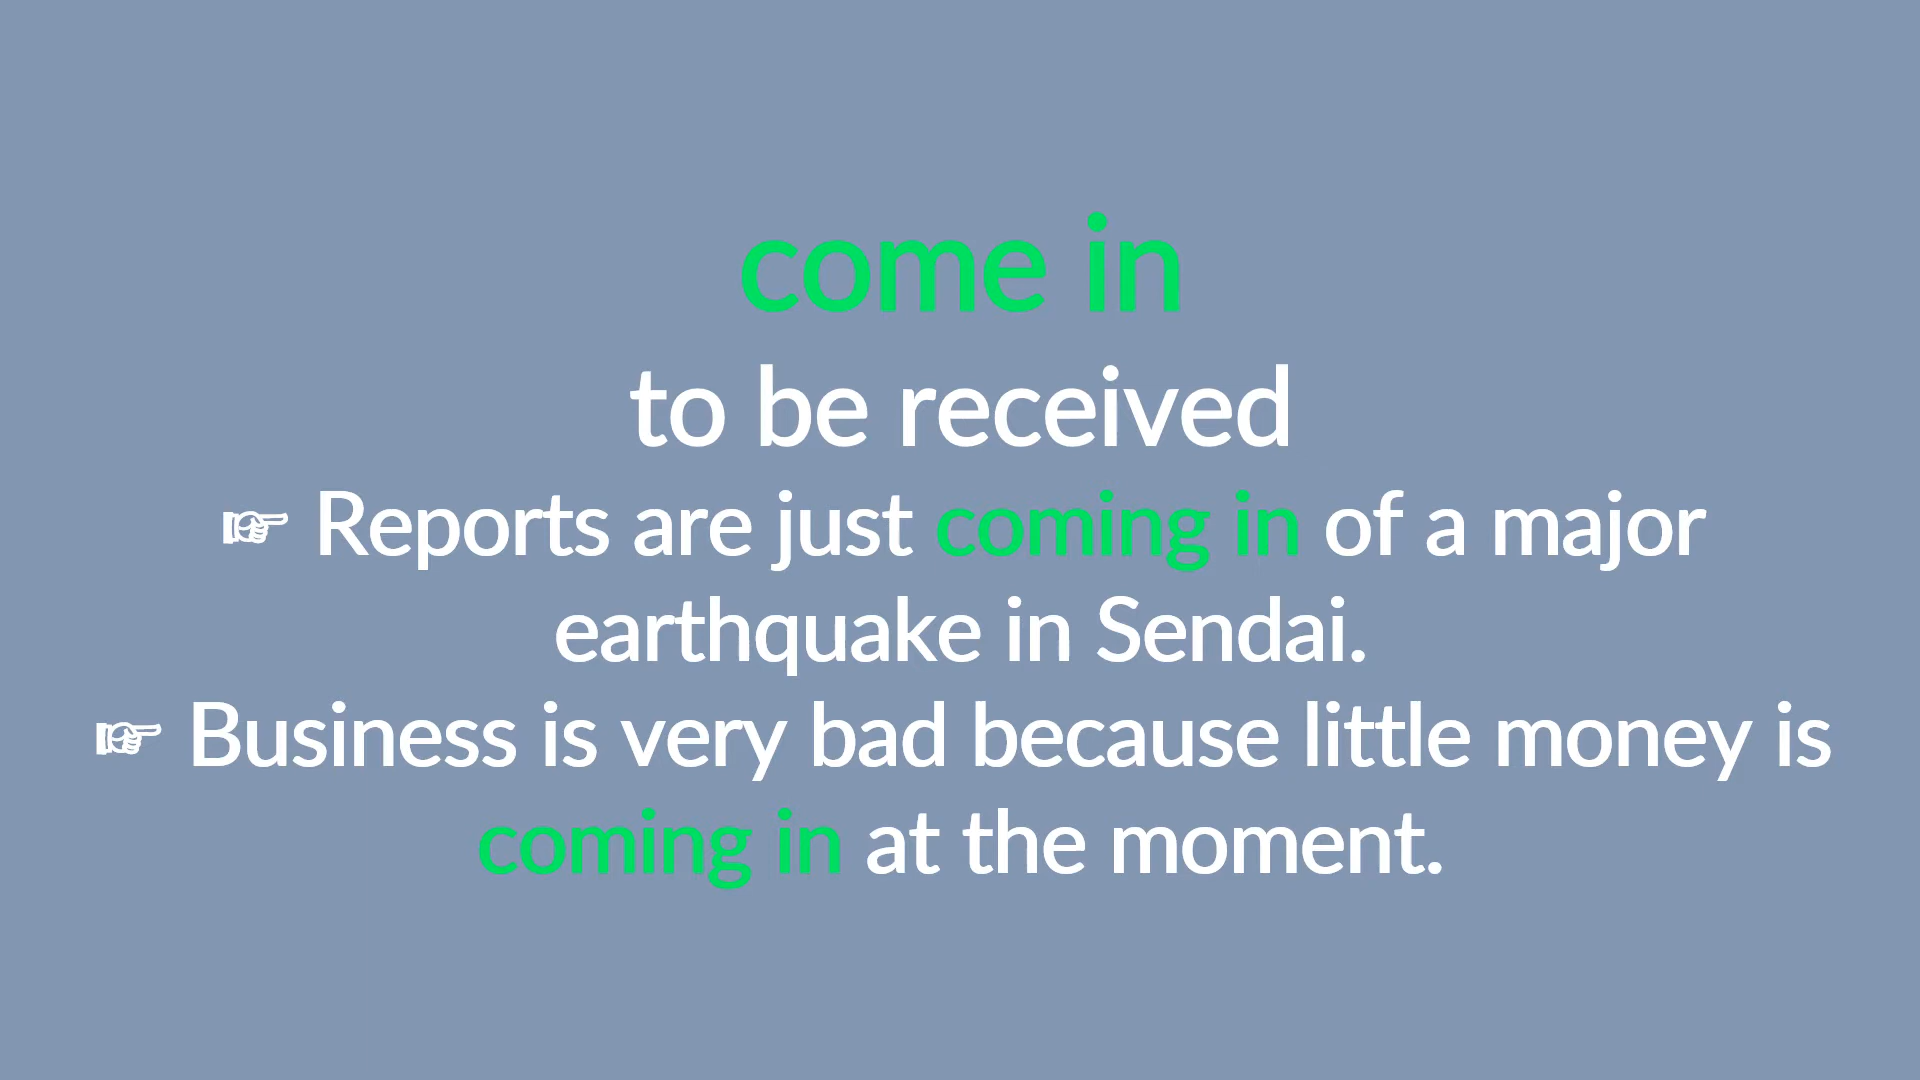 come in
to be received
☞ Reports are just coming in of a major
earthquake in Sendai.
☞ Business is very bad because little money is
coming in at the moment.